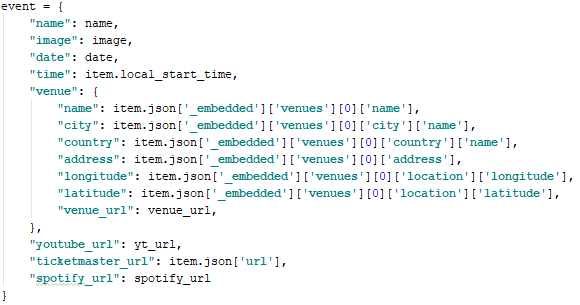 event = {
    "name": name,
    "image": image,
    "date": date,
    "time": item.local_start_time,
    "venue": {
        "name": item.json['_embedded']['venues'][0]['name'],
        "city": item.json['_embedded']['venues'][0]['city']['name'],
        "country": item.json['_embedded']['venues'][0]['country']['name'],
        "address": item.json['_embedded']['venues'][0]['address'],
        "longitude": item.json['_embedded']['venues'][0]['location']['longitude'],
        "latitude": item.json['_embedded']['venues'][0]['location']['latitude'],
        "venue_url": venue_url,
    },
    "youtube_url": yt_url,
    "ticketmaster_url": item.json['url'],
    "spotify_url": spotify_url
}